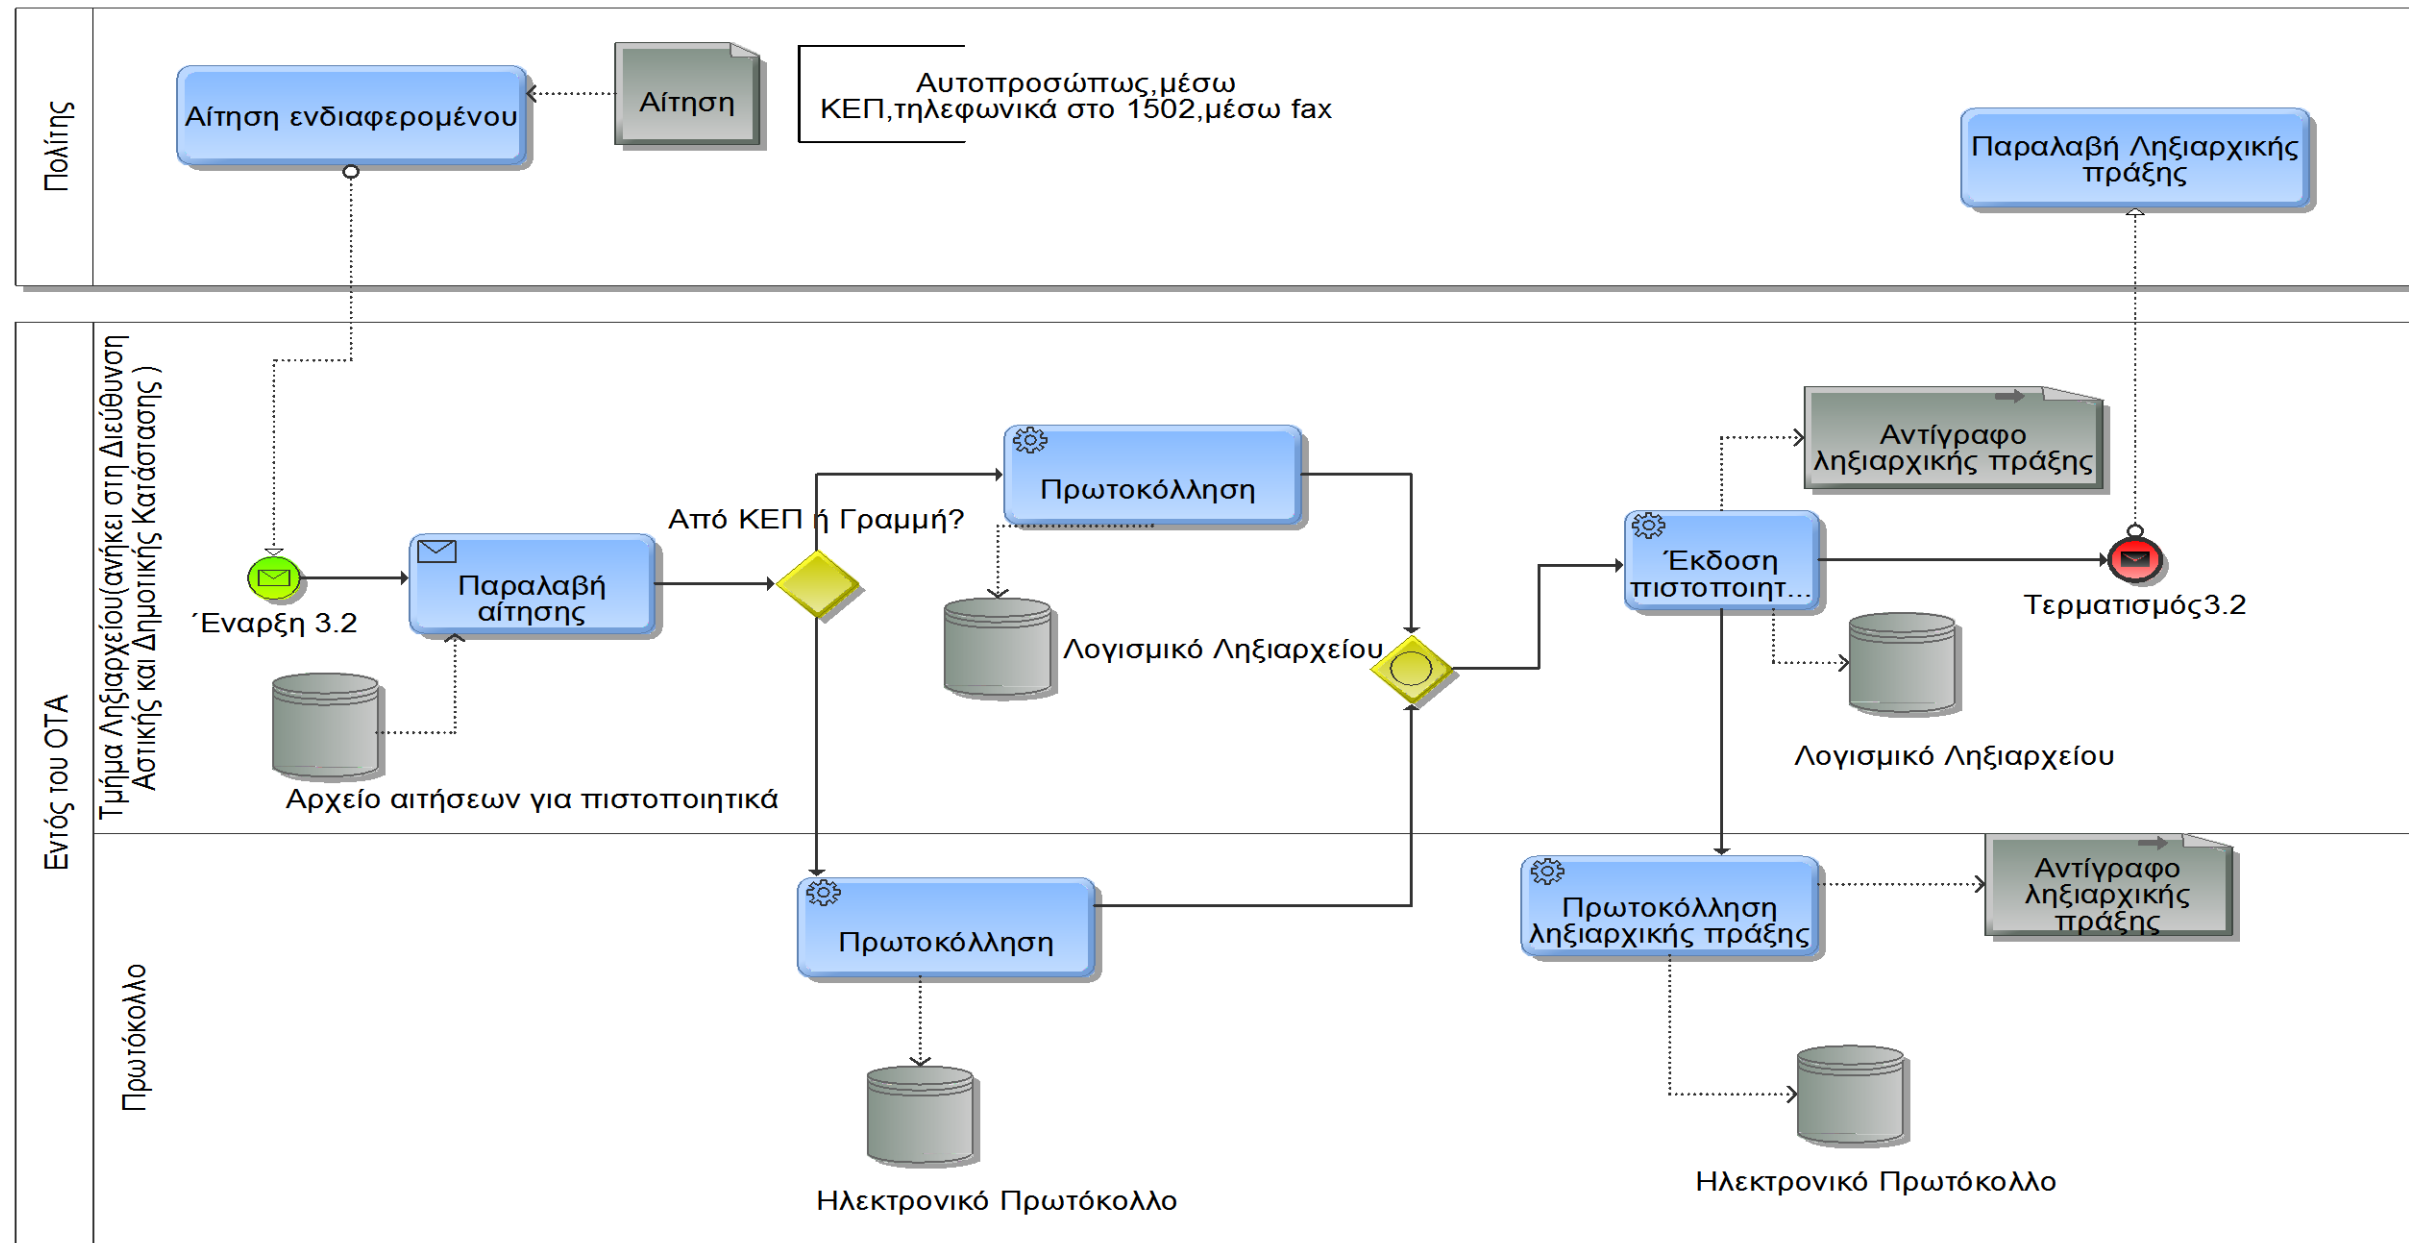 Πολίτης
Αίτηση ενδιαφερομένου
Αίτηση
Αυτοπροσώπως,μέσω
ΚΕΠ,τηλεφωνικά στο 1502,μέσω fax
Παραλαβή Ληξιαρχικής
πράξης
Εντός του ΟΤΑ
Τμήμα Ληξιαρχείου(ανήκει στη Διεύθυνση
Αστικής και Δημοτικής Κατάστασης )
Έναρξη 3.2
Παραλαβή
αίτησης
Αρχείο αιτήσεων για πιστοποιητικά
Από ΚΕΠ ή Γραμμή?
Πρωτοκόλληση
Λογισμικό Ληξιαρχείου
Έκδοση
πιστοποιητ...
Αντίγραφο
ληξιαρχικής πράξης
Τερματισμός3.2
Λογισμικό Ληξιαρχείου
Πρωτόκολλο
Πρωτοκόλληση
Ηλεκτρονικό Πρωτόκολλο
Πρωτοκόλληση
ληξιαρχικής πράξης
Αντίγραφο
ληξιαρχικής
πράξης
Ηλεκτρονικό Πρωτόκολλο